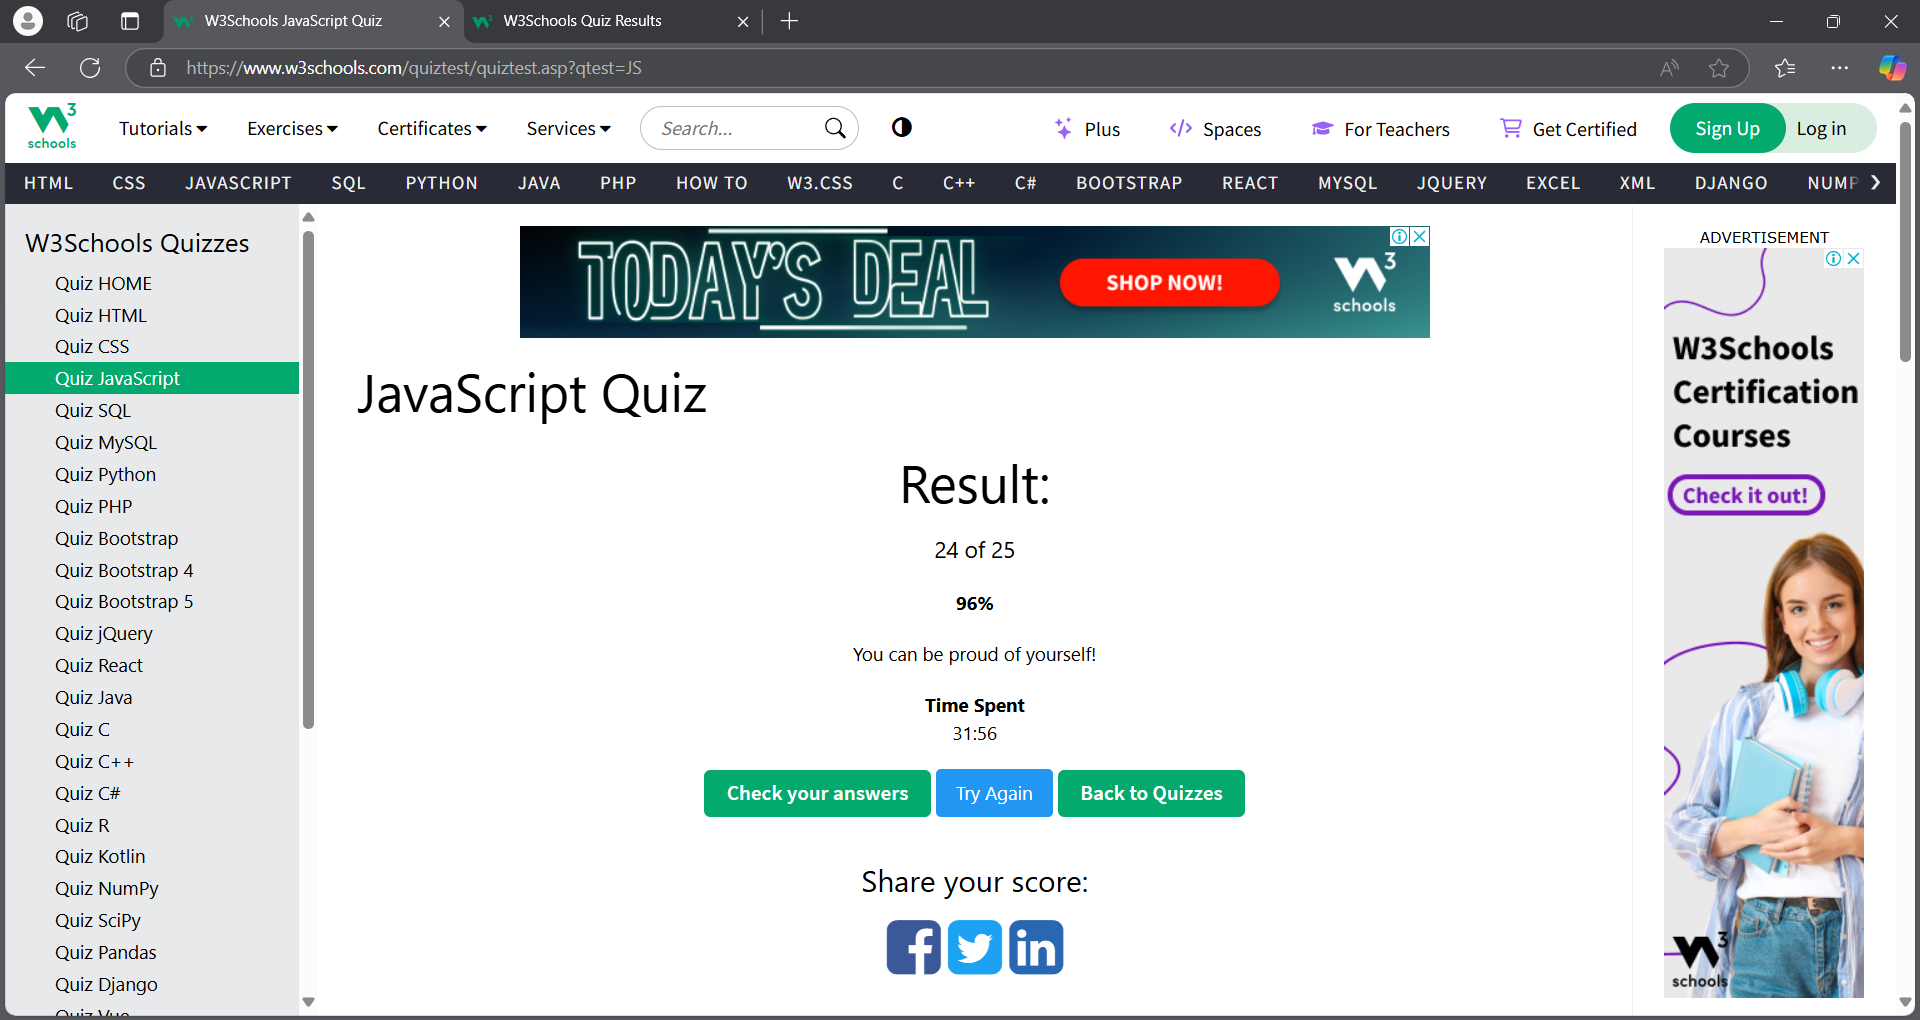 W3Schools JavaScript Quiz
W3Schools Quiz Results
https://www.w3schools.com/quiztest/quiztest.asp?qtest=JS
W 3
schools
Tutorials
Exercises
Certificates
Services
Search...
Plus
Spaces
For Teachers
Get Certified
Sign Up
Log in
HTML CSS JAVASCRIPT SQL PYTHON JAVA PHP HOW TO W3.CSS C C++ C# BOOTSTRAP REACT MYSQL JQUERY EXCEL XML DJANGO NUMP
W3Schools Quizzes
Quiz HOME
Quiz HTML
Quiz CSS
Quiz JavaScript
Quiz SQL
Quiz MySQL
Quiz Python
Quiz PHP
Quiz Bootstrap
Quiz Bootstrap 4
Quiz Bootstrap 5
Quiz jQuery
Quiz React
Quiz Java
Quiz C
Quiz C++
Quiz C#
Quiz R
Quiz Kotlin
Quiz NumPy
Quiz SciPy
Quiz Pandas
Quiz Django
Quiz Vue
TODAY'S DEAL
SHOP NOW!
W 3
schools
JavaScript Quiz
Result:
24 of 25
96%
You can be proud of yourself!
Time Spent
31:56
Check your answers
Try Again
Back to Quizzes
Share your score:
ADVERTISEMENT
W3Schools
Certification
Courses
Check it out!
W 3
schools